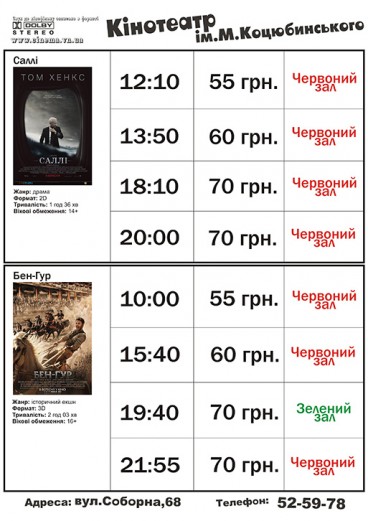 DOLBY
STEREO
www.cinema.vn.ua
Кінотеатр
ім.М.Коцюбинського
Саллі
ТОМ ХЕНКС
САЛЛІ
Жанр: драма
Формат: 2D
Тривалість: 1 год 36 хв
Вікові обмеження: 14+
12:10 55 грн. Червоний зал
13:50 60 грн. Червоний зал
18:10 70 грн. Червоний зал
20:00 70 грн. Червоний зал
Бен-Гур
БЕН-ГУР
Жанр: історичний екшн
Формат: 3D
Тривалість: 2 год 03 хв
Вікові обмеження: 16+
10:00 55 грн. Червоний зал
15:40 60 грн. Червоний зал
19:40 70 грн. Зелений зал
21:55 70 грн. Червоний зал
Адреса: вул.Соборна,68 Телефон: 52-59-78